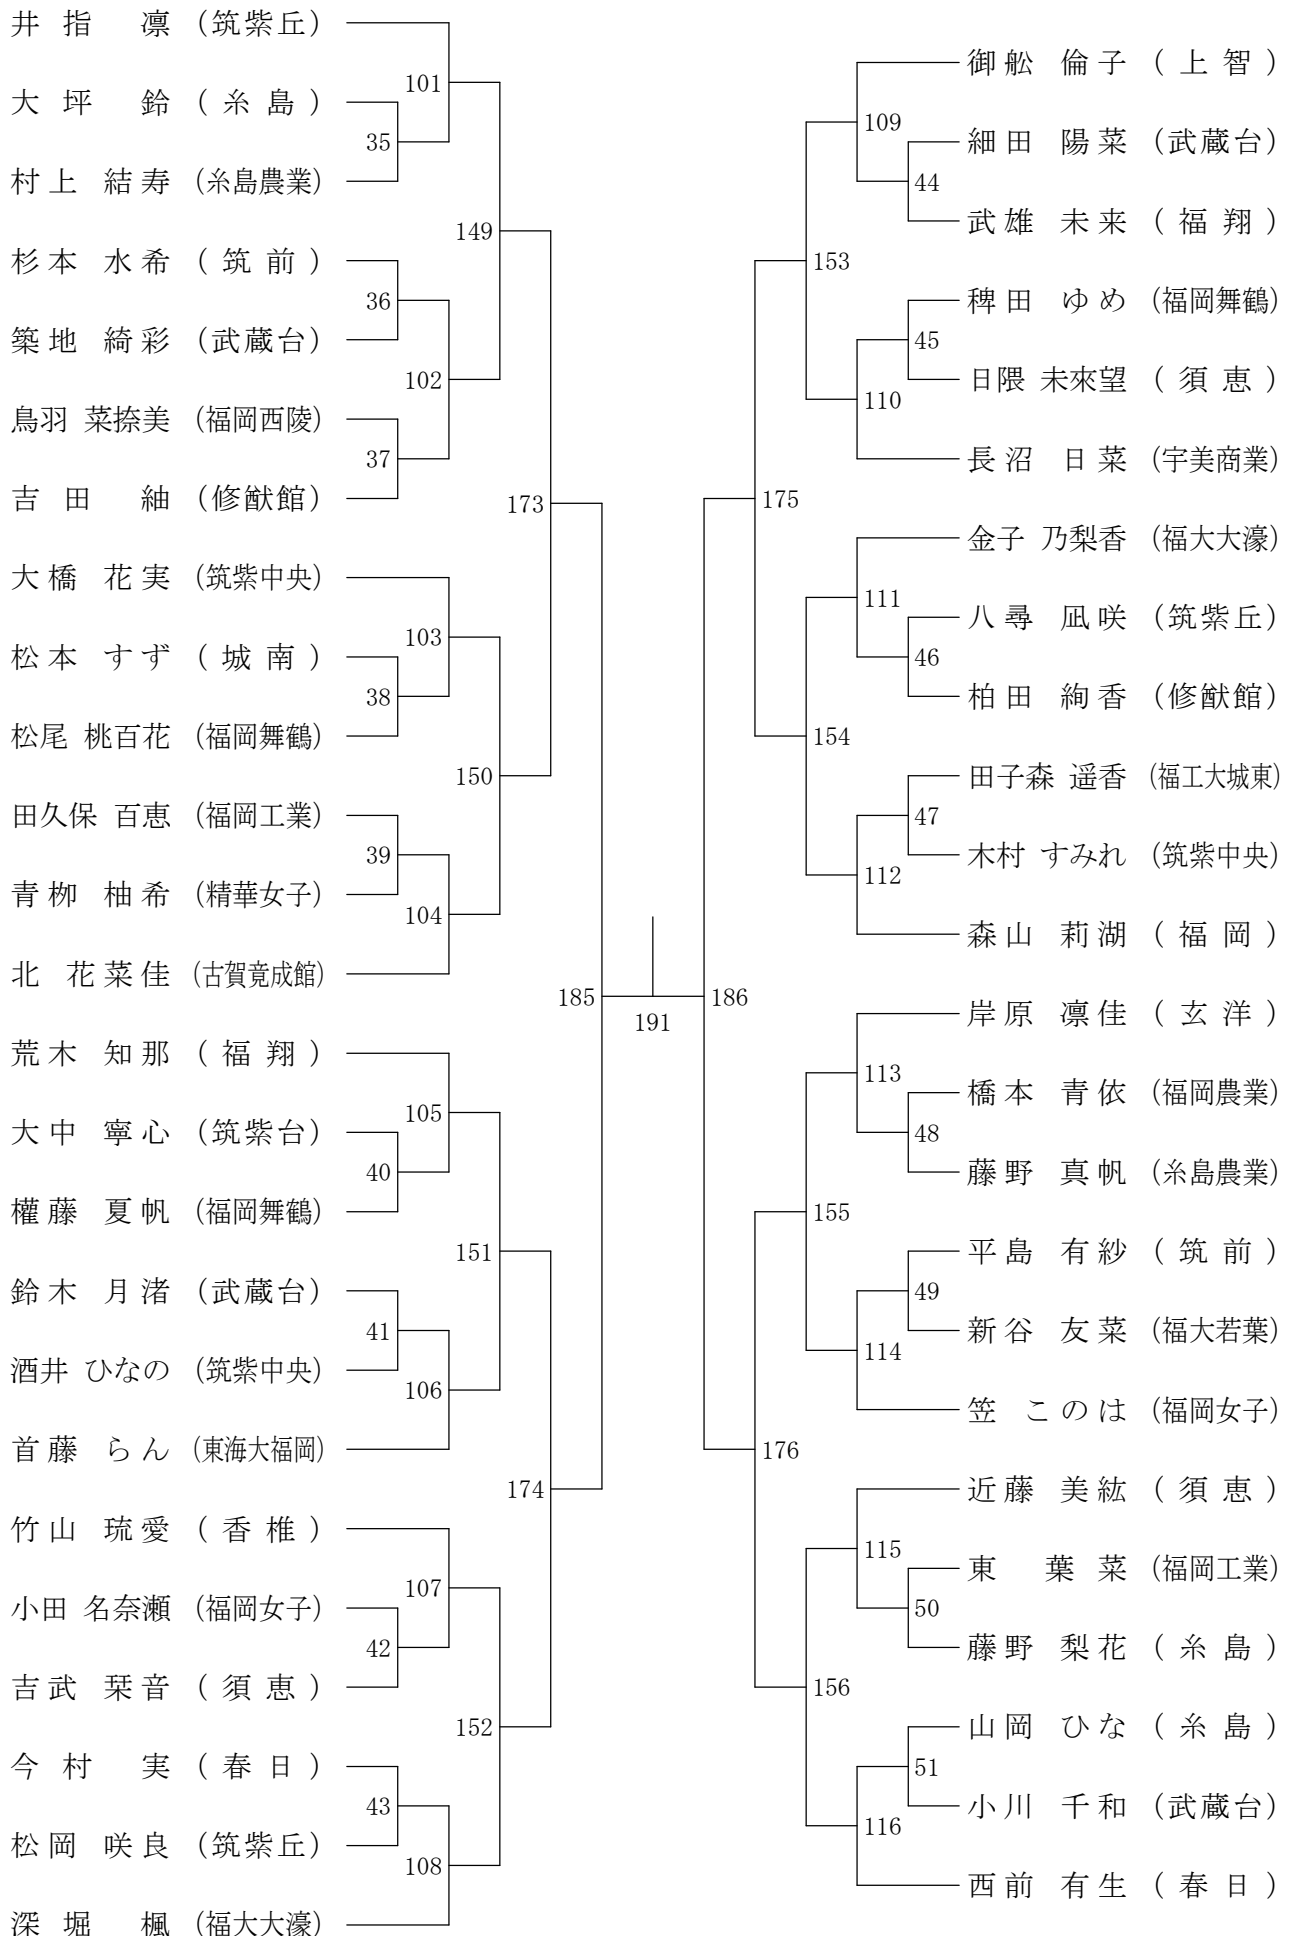 井指 凛 (筑紫丘)
101
大坪 鈴 (糸島)
35
村上 結寿 (糸島農業)
149
杉本 水希 (筑前)
36
築地 綺彩 (武蔵台)
102
鳥羽 菜捺美 (福岡西陵)
37
吉田 紬 (修猷館)
173
大橋 花実 (筑紫中央)
103
松本 すず (城南)
38
松尾 桃百花 (福岡舞鶴)
150
田久保 百恵 (福岡工業)
39
青栁 柚希 (精華女子)
104
北 花菜佳 (古賀竟成館)
185
191
186
荒木 知那 (福翔)
105
大中 寧心 (筑紫台)
40
權藤 夏帆 (福岡舞鶴)
151
鈴木 月渚 (武蔵台)
41
酒井 ひなの (筑紫中央)
106
首藤 らん (東海大福岡)
174
竹山 琉愛 (香椎)
107
小田 名奈瀬 (福岡女子)
42
吉武 栞音 (須恵)
152
今村 実 (春日)
43
松岡 咲良 (筑紫丘)
108
深堀 楓 (福大大濠)
御舩 倫子 (上智)
109
細田 陽菜 (武蔵台)
44
武雄 未来 (福翔)
153
稗田 ゆめ (福岡舞鶴)
45
日隈 未來望 (須恵)
110
長沼 日菜 (宇美商業)
175
金子 乃梨香 (福大大濠)
111
八尋 凪咲 (筑紫丘)
46
柏田 絢香 (修猷館)
154
田子森 遥香 (福工大城東)
47
木村 すみれ (筑紫中央)
112
森山 莉湖 (福岡)
岸原 凛佳 (玄洋)
113
橋本 青依 (福岡農業)
48
藤野 真帆 (糸島農業)
155
平島 有紗 (筑前)
49
新谷 友菜 (福大若葉)
114
笠 このは (福岡女子)
176
近藤 美紘 (須恵)
115
東 葉菜 (福岡工業)
50
藤野 梨花 (糸島)
156
山岡 ひな (糸島)
51
小川 千和 (武蔵台)
116
西前 有生 (春日)